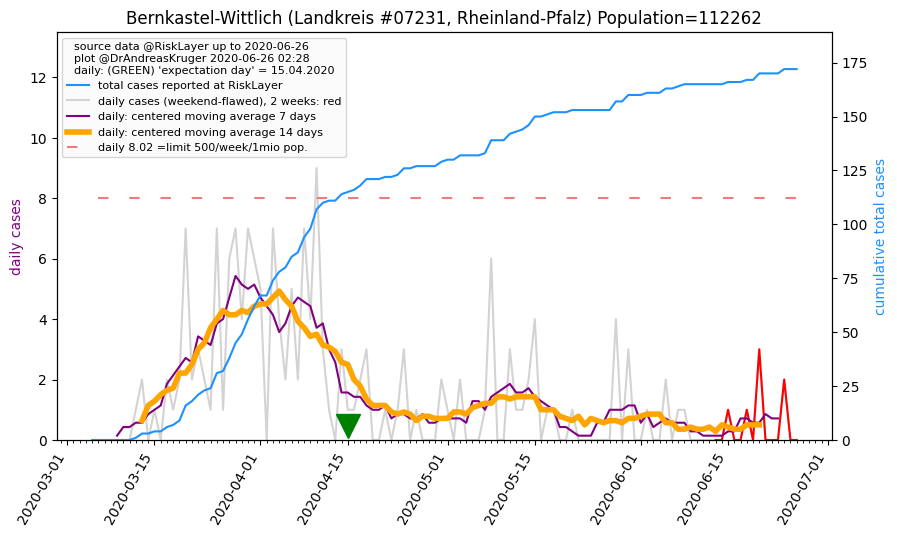 Bernkastel-Wittlich (Landkreis #07231, Rheinland-Pfalz) Population=112262
source data @RiskLayer up to 2020-06-26
plot @DrAndreasKruger 2020-06-26 02:28
daily: (GREEN) 'expectation day' = 15.04.2020
total cases reported at RiskLayer
daily cases (weekend-flawed), 2 weeks: red
daily: centered moving average 7 days
daily: centered moving average 14 days
daily 8.02 =limit 500/week/1mio pop.
daily cases
12
10
8
6
4
2
0
175
150
125
100
75
50
25
0
cumulative total cases
2020-03-01
2020-03-15
2020-04-01
2020-04-15
2020-05-01
2020-05-15
2020-06-01
2020-06-15
2020-07-01